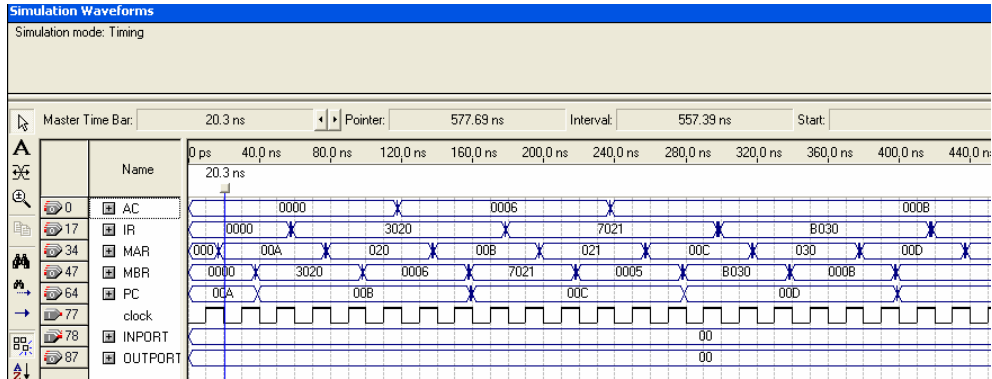 Simulation Waveforms
Simulation mode: Timing
Master Time Bar: 20.3 ns Pointer: 577.69 ns Interval: 557.39 ns Start:
Name
0 ps 40.0 ns 80.0 ns 120.0 ns 160.0 ns 200.0 ns 240.0 ns 280.0 ns 320.0 ns 360.0 ns 400.0 ns 440.0 n
20.3 ns
0 AC 0000 0006 000B
17 IR 0000 3020 7021 B030
34 MAR 000 00A 020 00B 021 00C 030 00D
47 MBR 0000 3020 0006 7021 0005 B030 000B
64 PC 00A 00B 00C 00D
77 clock
78 INPORT 00
87 OUTPORT 00